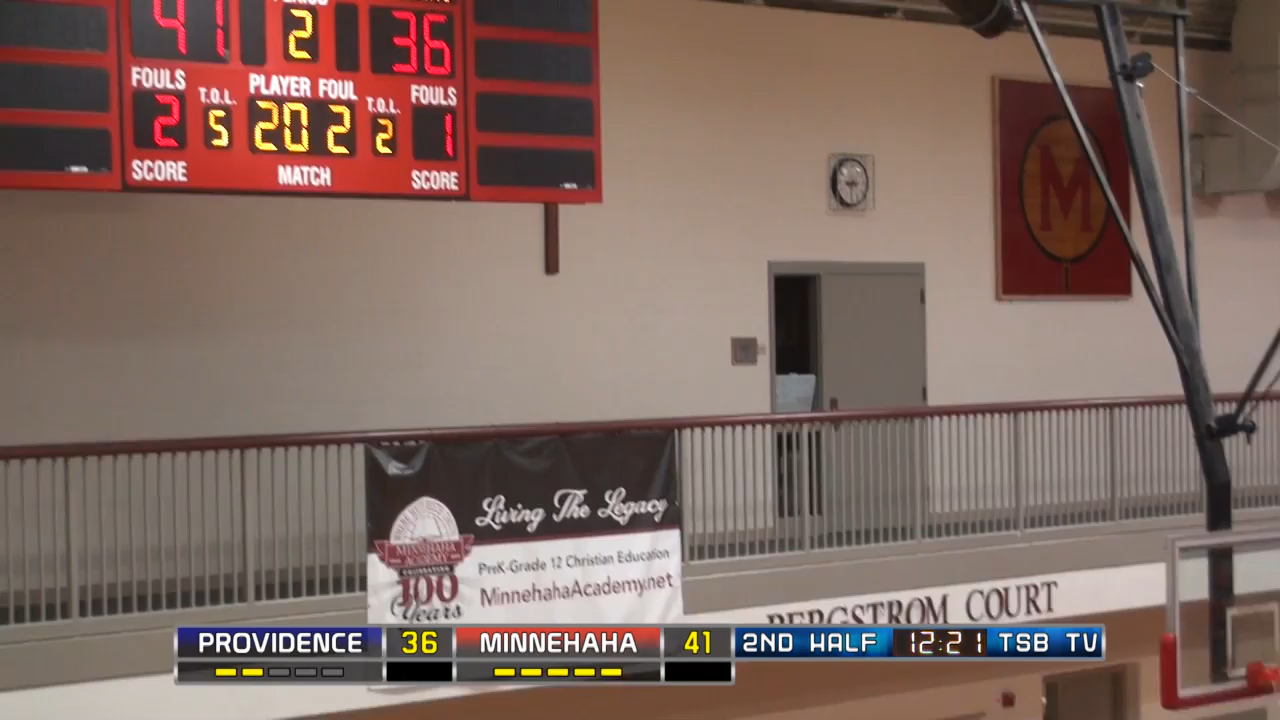 41 2 36
FOULS PLAYER FOUL FOULS
T.O.L. T.O.L.
2 5 20 2 2 1
SCORE MATCH SCORE
M
Living The Legacy
MINNEHAHA
ACADEMY
100
Years
PreK-Grade 12 Christian Education
MinnehahaAcademy.net
BERGSTROM COURT
PROVIDENCE 36 MINNEHAHA 41 2ND HALF 12:21 TSB TV